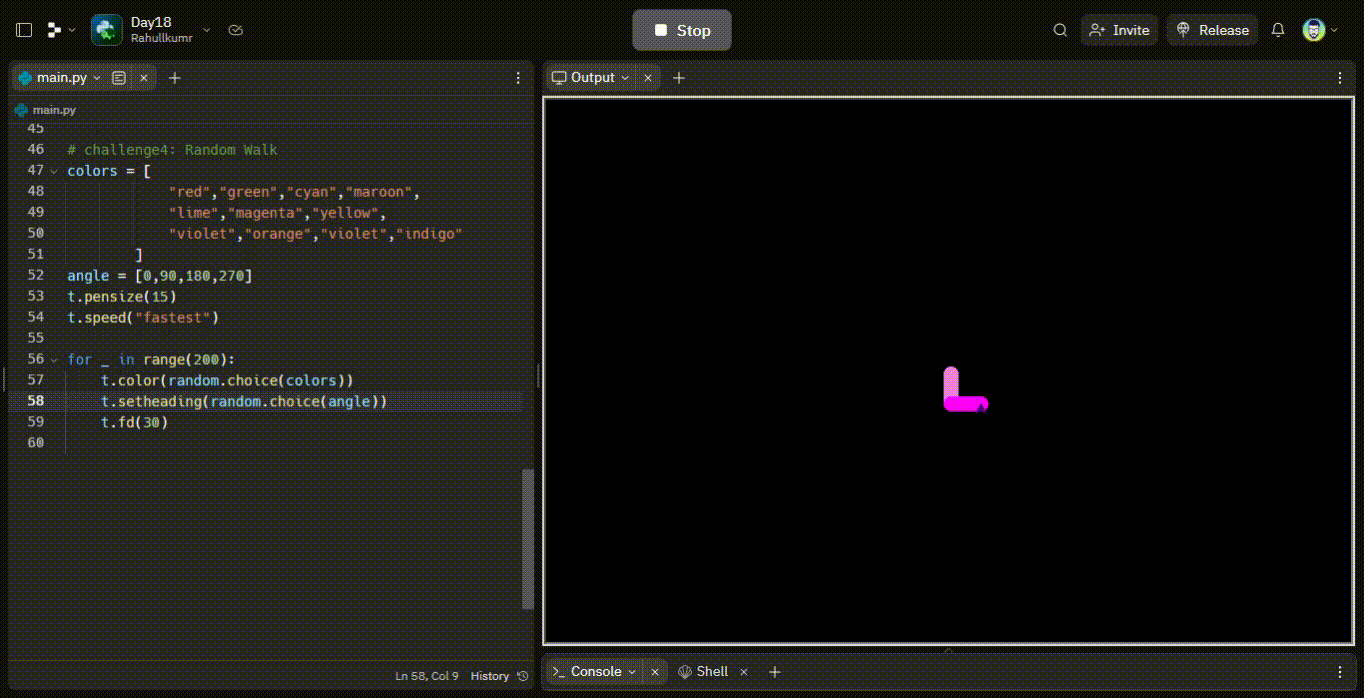 Day18
Rahullkumr
Stop
Invite
Release
main.py
Output
main.py
45
46 # challenge4: Random Walk
47 colors = [
48 "red","green","cyan","maroon",
49 "lime","magenta","yellow",
50 "violet","orange","violet","indigo"
51 ]
52 angle = [0,90,180,270]
53 t.pensize(15)
54 t.speed("fastest")
55
56 for _ in range(200):
57 t.color(random.choice(colors))
58 t.setheading(random.choice(angle))
59 t.fd(30)
60
Ln 58, Col 9 History
Console
Shell